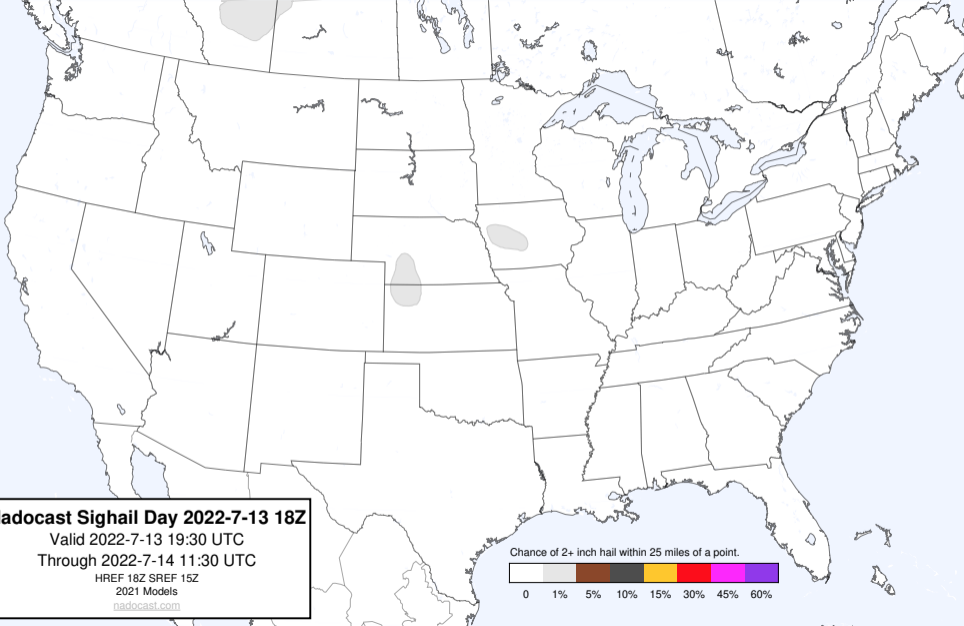 adocast Sighail Day 2022-7-13 18Z
Valid 2022-7-13 19:30 UTC
Through 2022-7-14 11:30 UTC
HREF 18Z SREF 15Z
2021 Models
nadocast.com
Chance of 2+ inch hail within 25 miles of a point.
0 1% 5% 10% 15% 30% 45% 60%